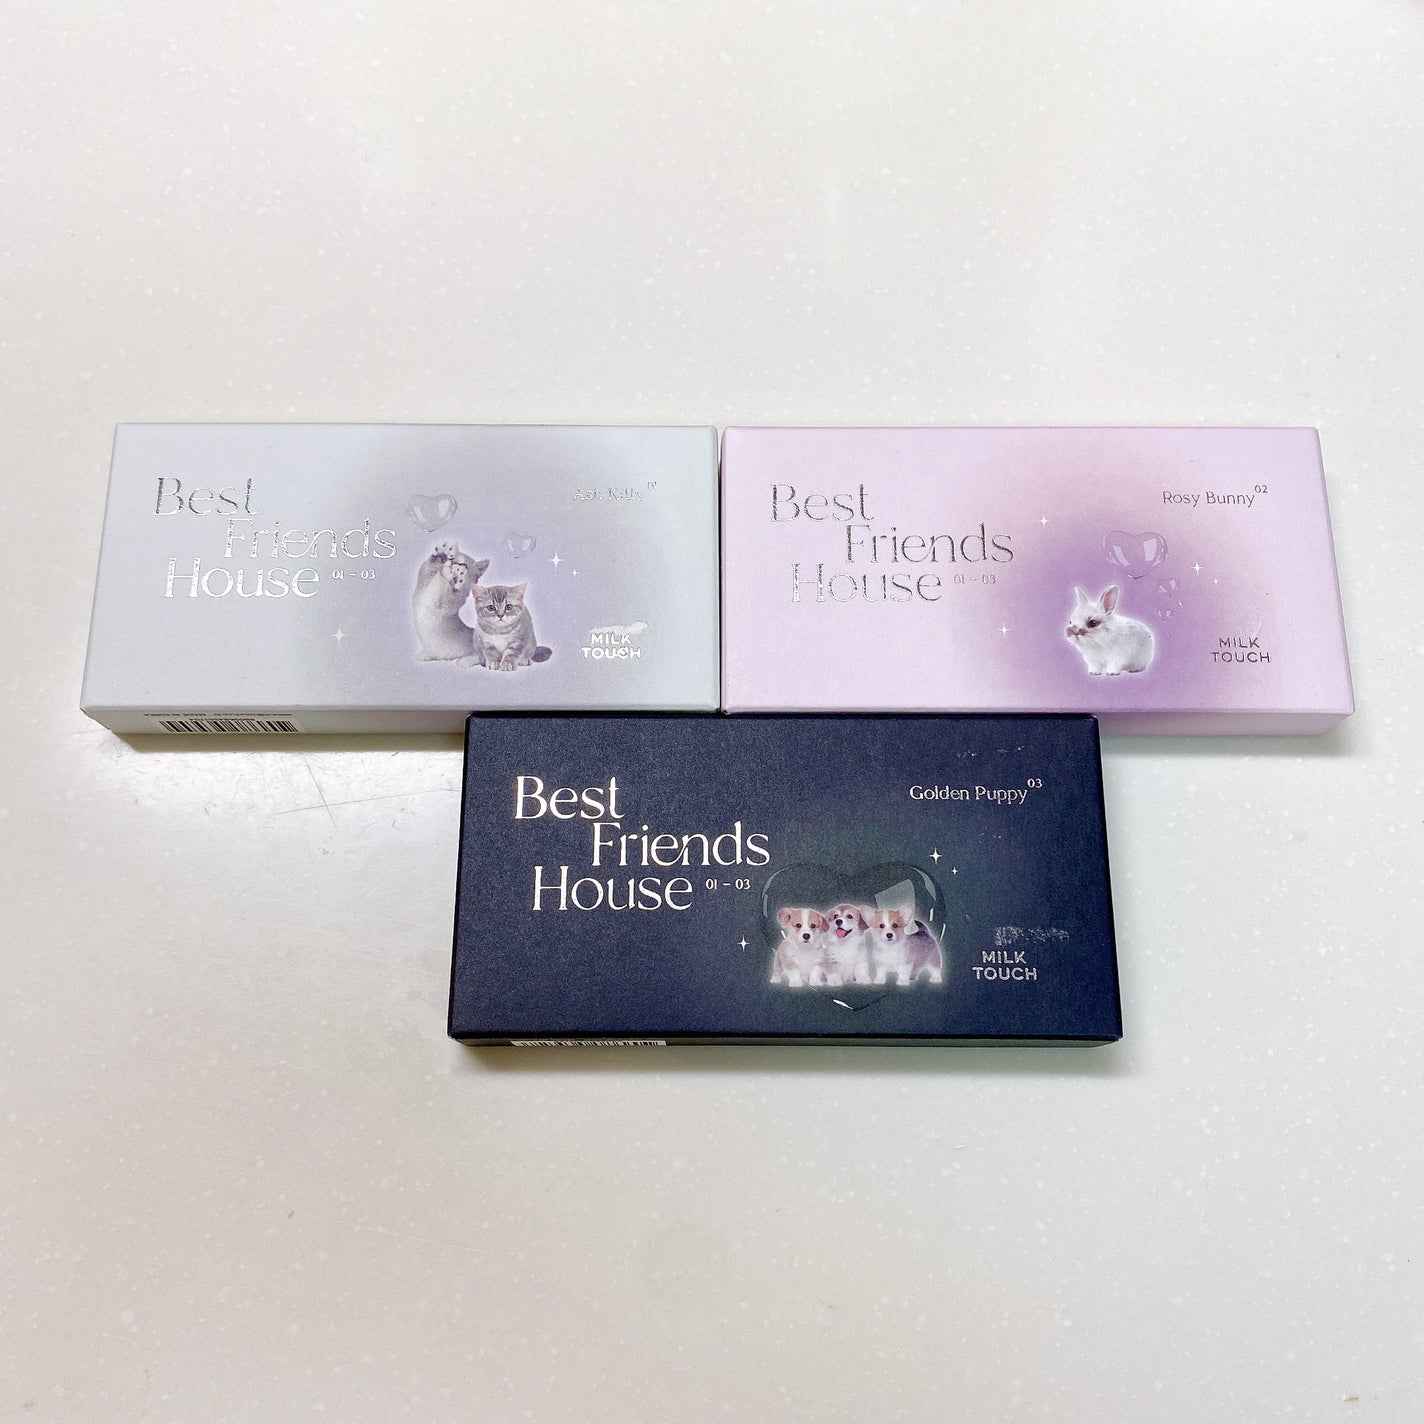 Best
Friends
House 01 - 03
Ash Kitty 01
MILK
TOUCH
Best
Friends
House 01 - 03
Rosy Bunny 02
MILK
TOUCH
Best
Friends
House 01 - 03
Golden Puppy 03
MILK
TOUCH